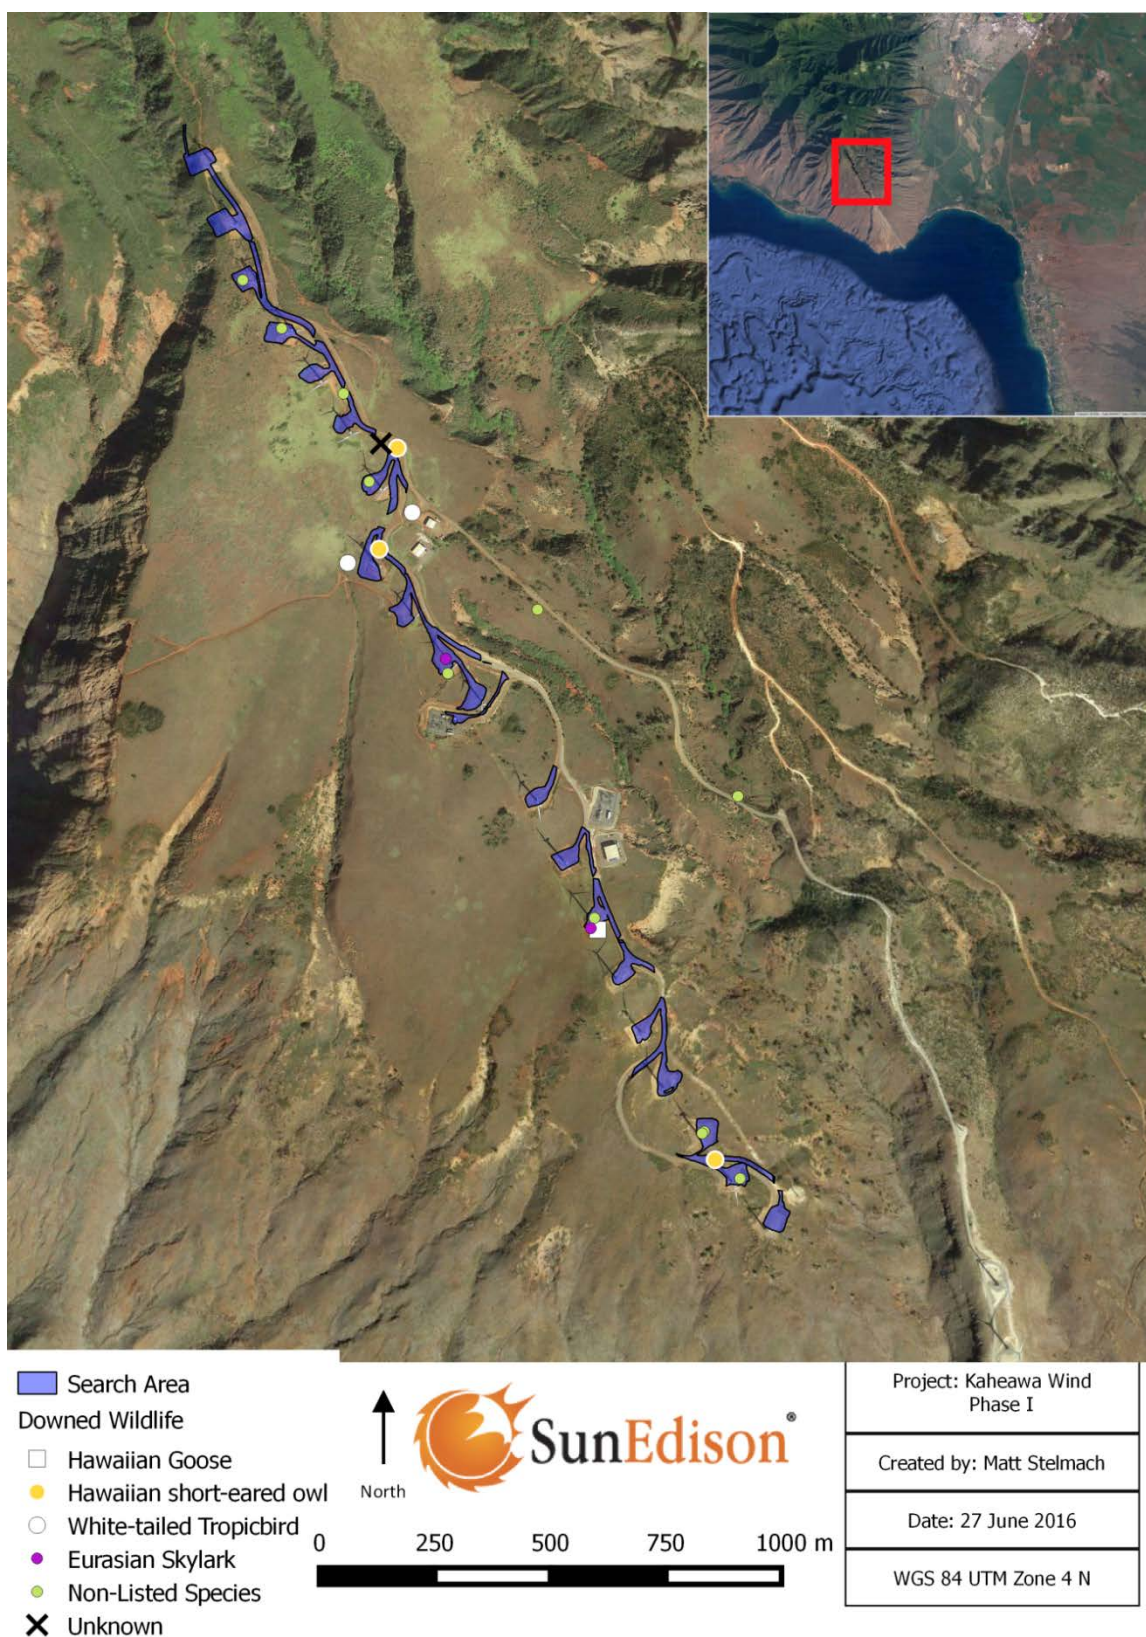 Search Area
Downed Wildlife
Hawaiian Goose
Hawaiian short-eared owl
White-tailed Tropicbird
Eurasian Skylark
Non-Listed Species
Unknown
North
SunEdison®
0 250 500 750 1000 m
Project: Kaheawa Wind
Phase I
Created by: Matt Stelmach
Date: 27 June 2016
WGS 84 UTM Zone 4 N